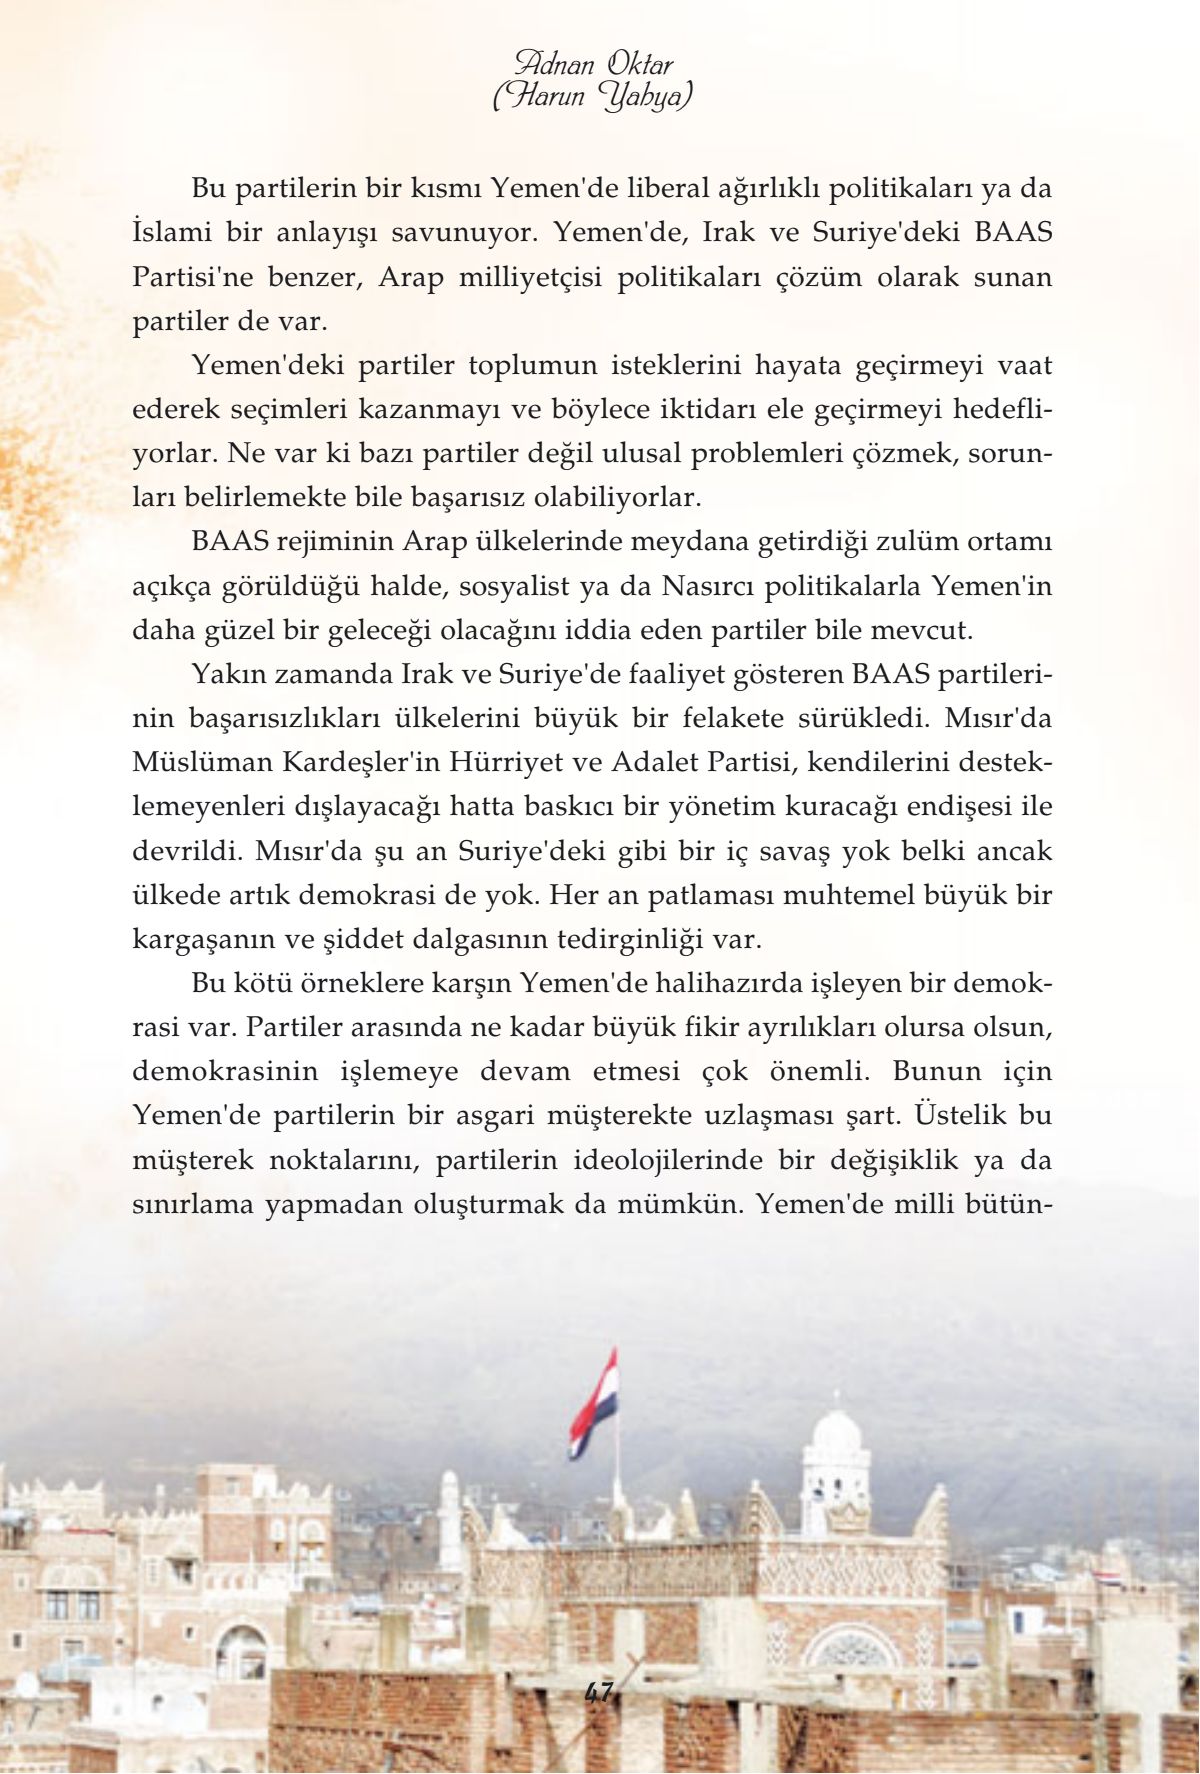 Adnan Oktar
(Harun Yahya)
Bu partilerin bir kısmı Yemen'de liberal ağırlıklı politikaları ya da
İslami bir anlayışı savunuyor. Yemen'de, Irak ve Suriye'deki BAAS
Partisi'ne benzer, Arap milliyetçisi politikaları çözüm olarak sunan
partiler de var.
Yemen'deki partiler toplumun isteklerini hayata geçirmeyi vaat
ederek seçimleri kazanmayı ve böylece iktidarı ele geçirmeyi hedefli-
yorlar. Ne var ki bazı partiler değil ulusal problemleri çözmek, sorun-
ları belirlemekte bile başarısız olabiliyorlar.
BAAS rejiminin Arap ülkelerinde meydana getirdiği zulüm ortamı
açıkça görüldüğü halde, sosyalist ya da Nasırcı politikalarla Yemen'in
daha güzel bir geleceği olacağını iddia eden partiler bile mevcut.
Yakın zamanda Irak ve Suriye'de faaliyet gösteren BAAS partileri-
nin başarısızlıkları ülkelerini büyük bir felakete sürükledi. Mısır'da
Müslüman Kardeşler'in Hürriyet ve Adalet Partisi, kendilerini destek-
lemeyenleri dışlayacağı hatta baskıcı bir yönetim kuracağı endişesi ile
devrildi. Mısır'da şu an Suriye'deki gibi bir iç savaş yok belki ancak
ülkede artık demokrasi de yok. Her an patlaması muhtemel büyük bir
kargaşanın ve şiddet dalgasının tedirginliği var.
Bu kötü örneklere karşın Yemen'de halihazırda işleyen bir demok-
rasi var. Partiler arasında ne kadar büyük fikir ayrılıkları olursa olsun,
demokrasinin işlemeye devam etmesi çok önemli. Bunun için
Yemen'de partilerin bir asgari müşterekte uzlaşması şart. Üstelik bu
müşterek noktalarını, partilerin ideolojilerinde bir değişiklik ya da
sınırlama yapmadan oluşturmak da mümkün. Yemen'de milli bütün-
47